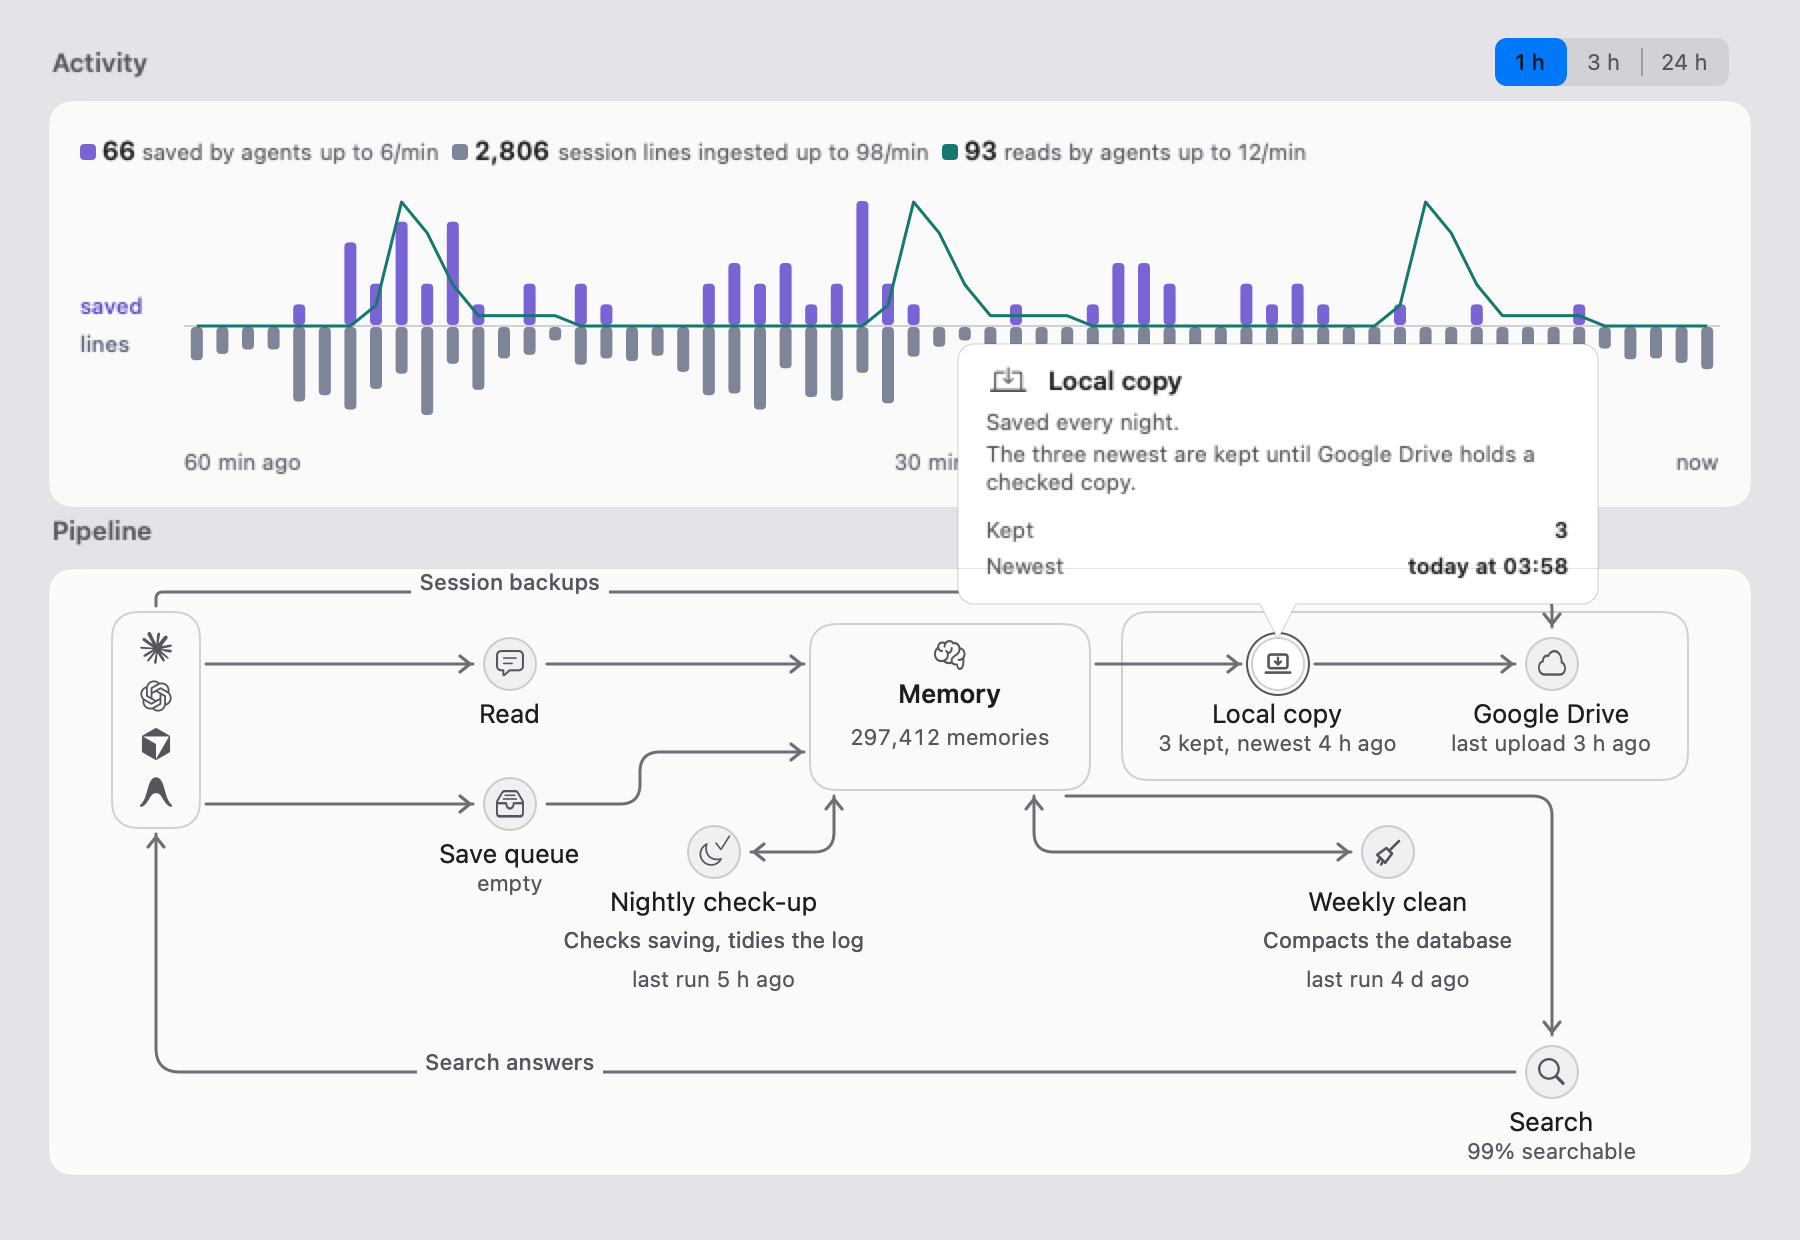 Activity
1 h 3 h 24 h
66 saved by agents up to 6/min 2,806 session lines ingested up to 98/min 93 reads by agents up to 12/min
saved
lines
60 min ago
30 min
now
Local copy
Saved every night.
The three newest are kept until Google Drive holds a
checked copy.
Kept 3
Newest today at 03:58
Pipeline
Session backups
Read
Memory
297,412 memories
Local copy
3 kept, newest 4 h ago
Google Drive
last upload 3 h ago
Save queue
empty
Nightly check-up
Checks saving, tidies the log
last run 5 h ago
Weekly clean
Compacts the database
last run 4 d ago
Search answers
Search
99% searchable